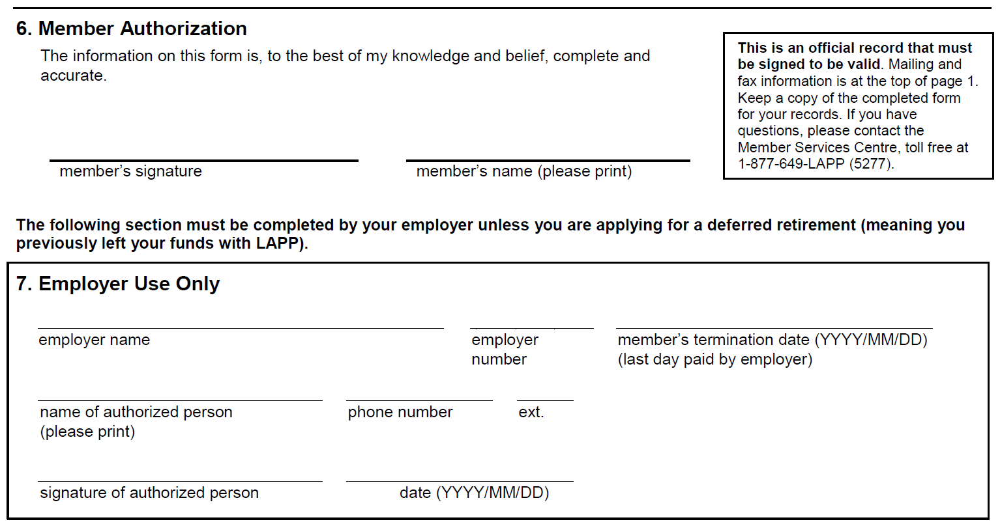 6. Member Authorization
The information on this form is, to the best of my knowledge and belief, complete and
accurate.
member’s signature
member’s name (please print)
This is an official record that must
be signed to be valid. Mailing and
fax information is at the top of page 1.
Keep a copy of the completed form
for your records. If you have
questions, please contact the
Member Services Centre, toll free at
1-877-649-LAPP (5277).
The following section must be completed by your employer unless you are applying for a deferred retirement (meaning you
previously left your funds with LAPP).
7. Employer Use Only
employer name
employer
number
member’s termination date (YYYY/MM/DD)
(last day paid by employer)
name of authorized person
(please print)
phone number
ext.
signature of authorized person
date (YYYY/MM/DD)